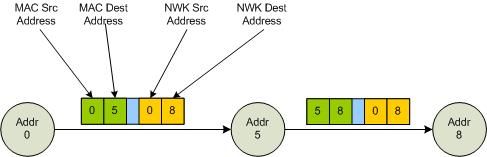 MAC Src Address
MAC Dest Address
NWK Src Address
NWK Dest Address
0 5 0 8
5 8 0 8
Addr 0
Addr 5
Addr 8